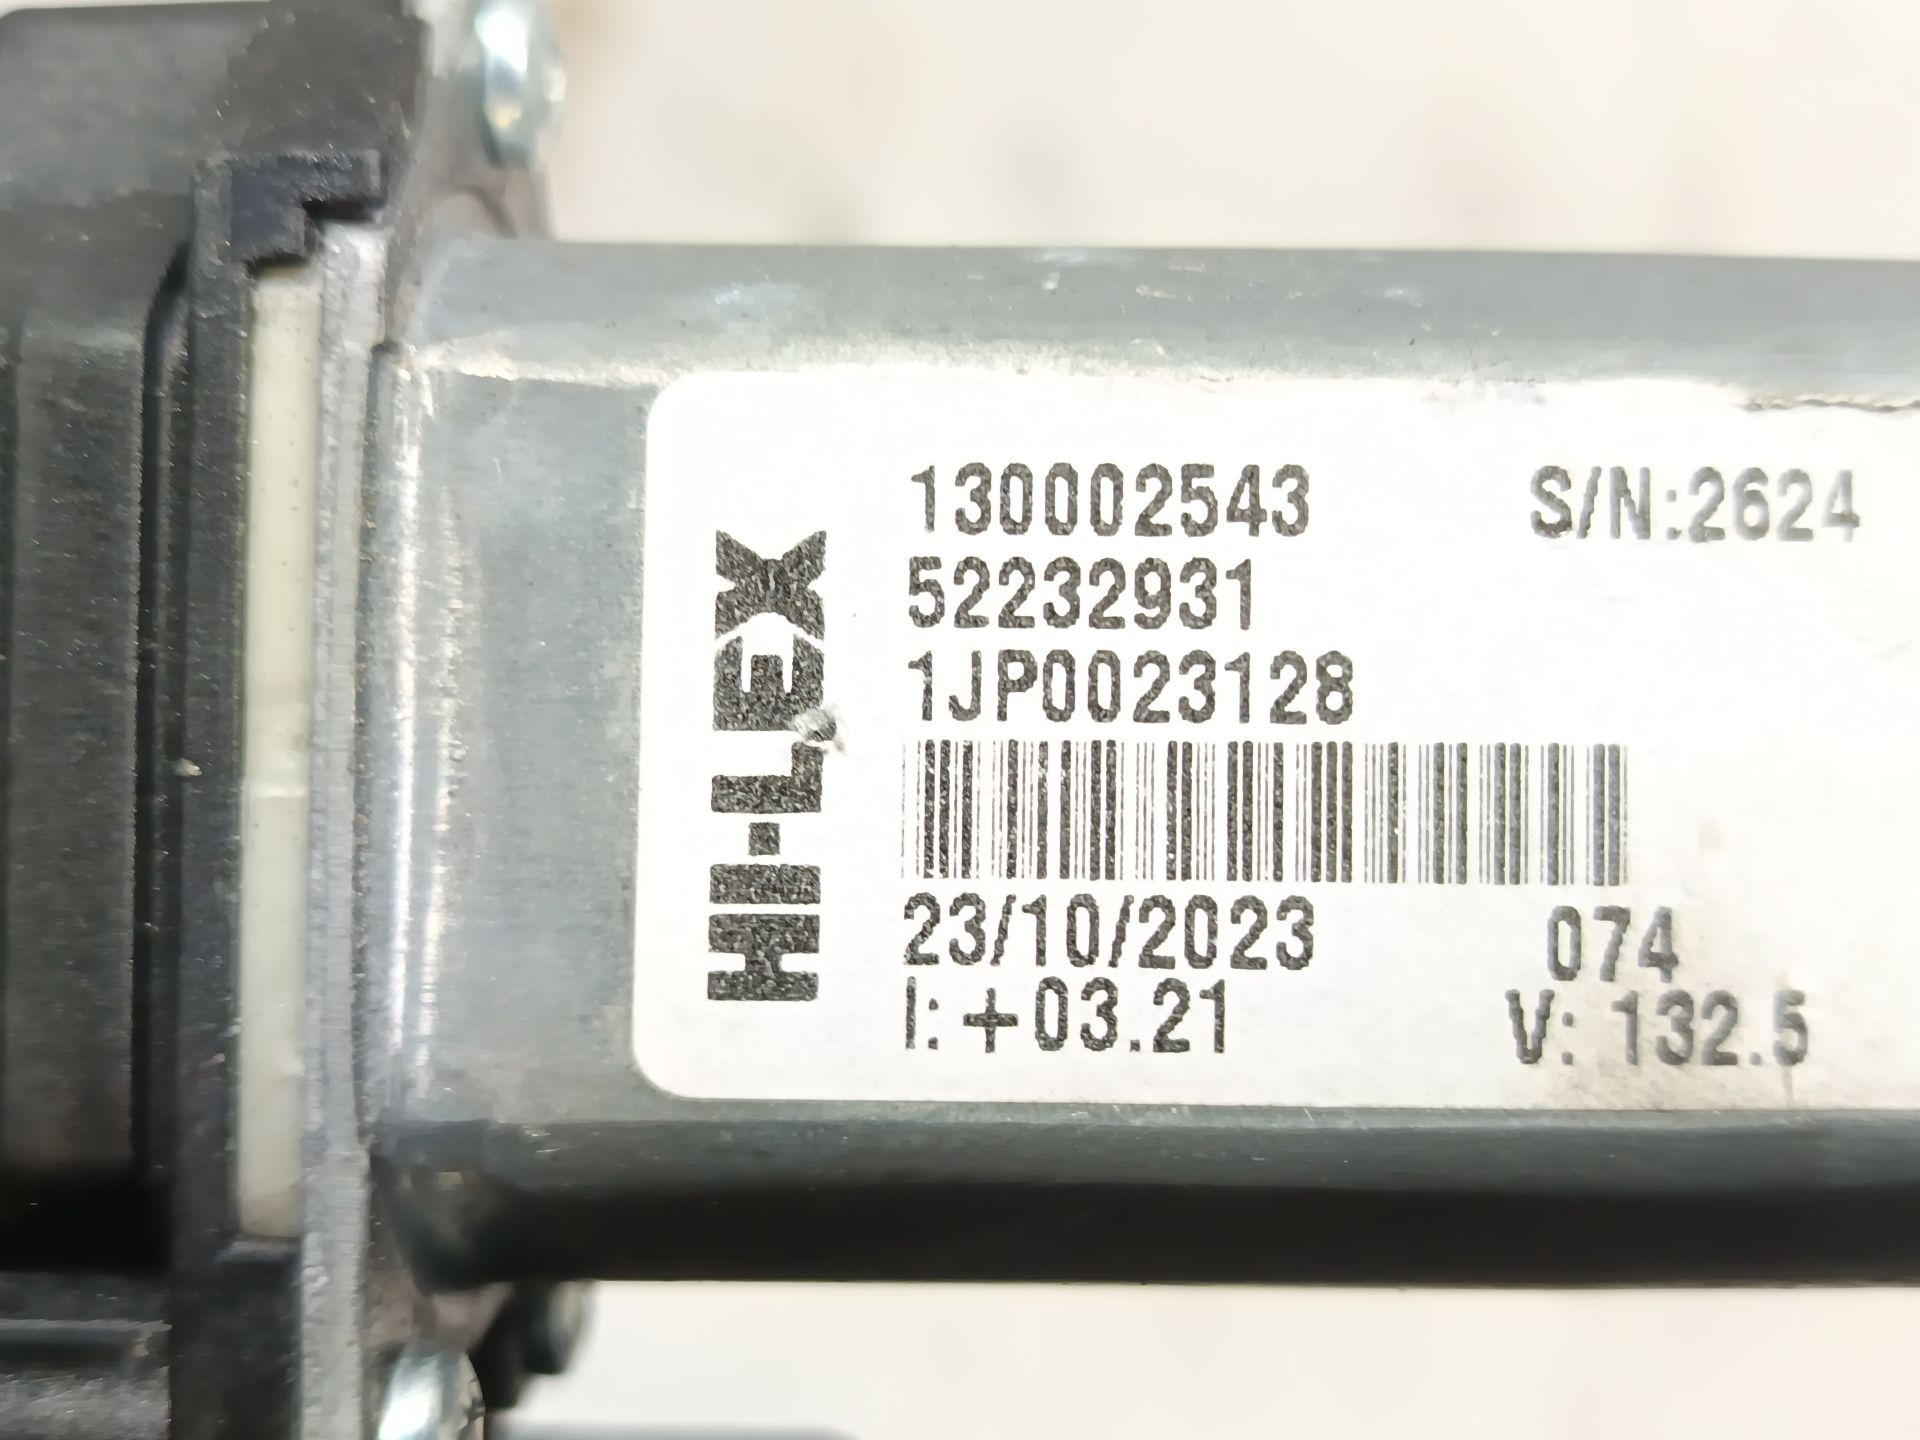 HI-LEX
130002543 S/N:2624
52232931
1JP0023128
23/10/2023 074
I: +03.21 V: 132.5